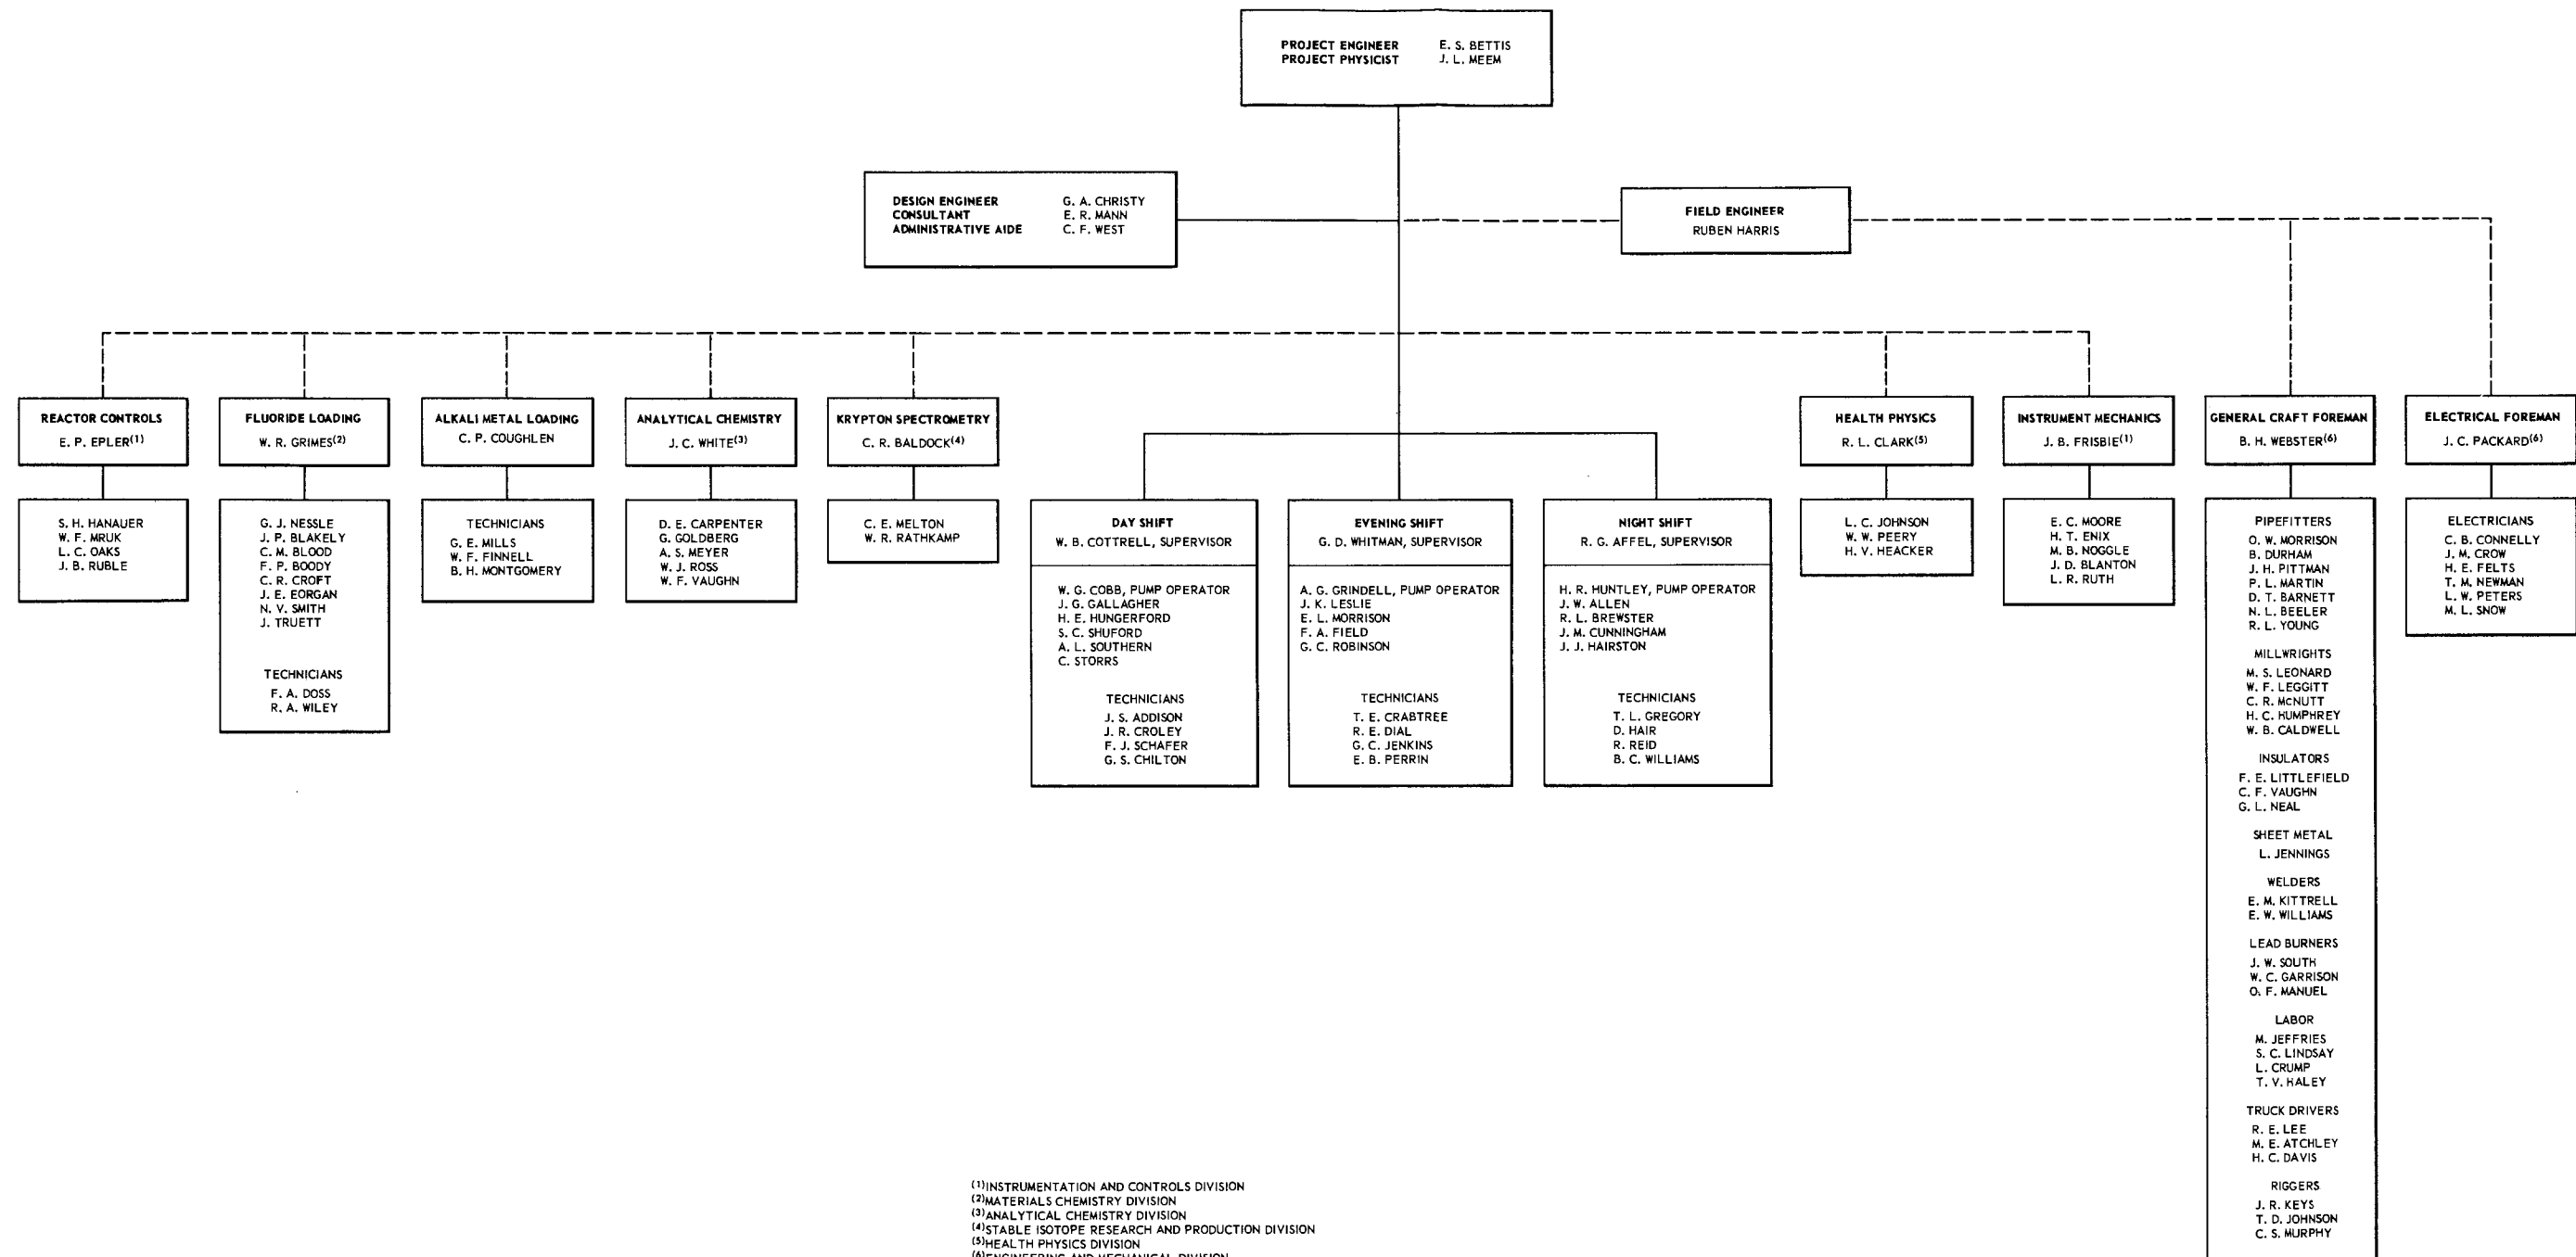 PROJECT ENGINEER E. S. BETTIS
PROJECT PHYSICIST J. L. MEEM
DESIGN ENGINEER G. A. CHRISTY
CONSULTANT E. R. MANN
ADMINISTRATIVE AIDE C. F. WEST
FIELD ENGINEER
RUBEN HARRIS
REACTOR CONTROLS
E. P. EPLER(1)
S. H. HANAUER
W. F. MRUK
L. C. OAKS
J. B. RUBLE
FLUORIDE LOADING
W. R. GRIMES(2)
G. J. NESSLE
J. P. BLAKELY
C. M. BLOOD
F. P. BOODY
C. R. CROFT
J. E. EORGAN
N. V. SMITH
J. TRUETT
TECHNICIANS
F. A. DOSS
R. A. WILEY
ALKALI METAL LOADING
C. P. COUGHLEN
TECHNICIANS
G. E. MILLS
W. F. FINNELL
B. H. MONTGOMERY
ANALYTICAL CHEMISTRY
J. C. WHITE(3)
D. E. CARPENTER
G. GOLDBERG
A. S. MEYER
W. J. ROSS
W. F. VAUGHN
KRYPTON SPECTROMETRY
C. R. BALDOCK(4)
C. E. MELTON
W. R. RATHKAMP
DAY SHIFT
W. B. COTTRELL, SUPERVISOR
W. G. COBB, PUMP OPERATOR
J. G. GALLAGHER
H. E. HUNGERFORD
S. C. SHUFORD
A. L. SOUTHERN
C. STORRS
TECHNICIANS
J. S. ADDISON
J. R. CROLEY
F. J. SCHAFER
G. S. CHILTON
EVENING SHIFT
G. D. WHITMAN, SUPERVISOR
A. G. GRINDELL, PUMP OPERATOR
J. K. LESLIE
E. L. MORRISON
F. A. FIELD
G. C. ROBINSON
TECHNICIANS
T. E. CRABTREE
R. E. DIAL
G. C. JENKINS
E. B. PERRIN
NIGHT SHIFT
R. G. AFFEL, SUPERVISOR
H. R. HUNTLEY, PUMP OPERATOR
J. W. ALLEN
R. L. BREWSTER
J. M. CUNNINGHAM
J. J. HAIRSTON
TECHNICIANS
T. L. GREGORY
D. HAIR
R. REID
B. C. WILLIAMS
HEALTH PHYSICS
R. L. CLARK(5)
L. C. JOHNSON
W. W. PEERY
H. V. HEACKER
INSTRUMENT MECHANICS
J. B. FRISBIE(1)
E. C. MOORE
H. T. ENIX
M. B. NOGGLE
J. D. BLANTON
L. R. RUTH
GENERAL CRAFT FOREMAN
B. H. WEBSTER(6)
PIPEFITTERS
O. W. MORRISON
B. DURHAM
J. H. PITTMAN
P. L. MARTIN
D. T. BARNETT
N. L. BEELER
R. L. YOUNG
MILLWRIGHTS
M. S. LEONARD
W. F. LEGGITT
C. R. McNUTT
H. C. HUMPHREY
W. B. CALDWELL
INSULATORS
F. E. LITTLEFIELD
C. F. VAUGHN
G. L. NEAL
SHEET METAL
L. JENNINGS
WELDERS
E. M. KITTRELL
E. W. WILLIAMS
LEAD BURNERS
J. W. SOUTH
W. C. GARRISON
O. F. MANUEL
LABOR
M. JEFFRIES
S. C. LINDSAY
L. CRUMP
T. V. HALEY
TRUCK DRIVERS
R. E. LEE
M. E. ATCHLEY
H. C. DAVIS
RIGGERS
J. R. KEYS
T. D. JOHNSON
C. S. MURPHY
ELECTRICAL FOREMAN
J. C. PACKARD(6)
ELECTRICIANS
C. B. CONNELLY
J. M. CROW
H. E. FELTS
T. M. NEWMAN
L. W. PETERS
M. L. SNOW
(1)INSTRUMENTATION AND CONTROLS DIVISION
(2)MATERIALS CHEMISTRY DIVISION
(3)ANALYTICAL CHEMISTRY DIVISION
(4)STABLE ISOTOPE RESEARCH AND PRODUCTION DIVISION
(5)HEALTH PHYSICS DIVISION
(6)ENGINEERING AND MECHANICAL DIVISION